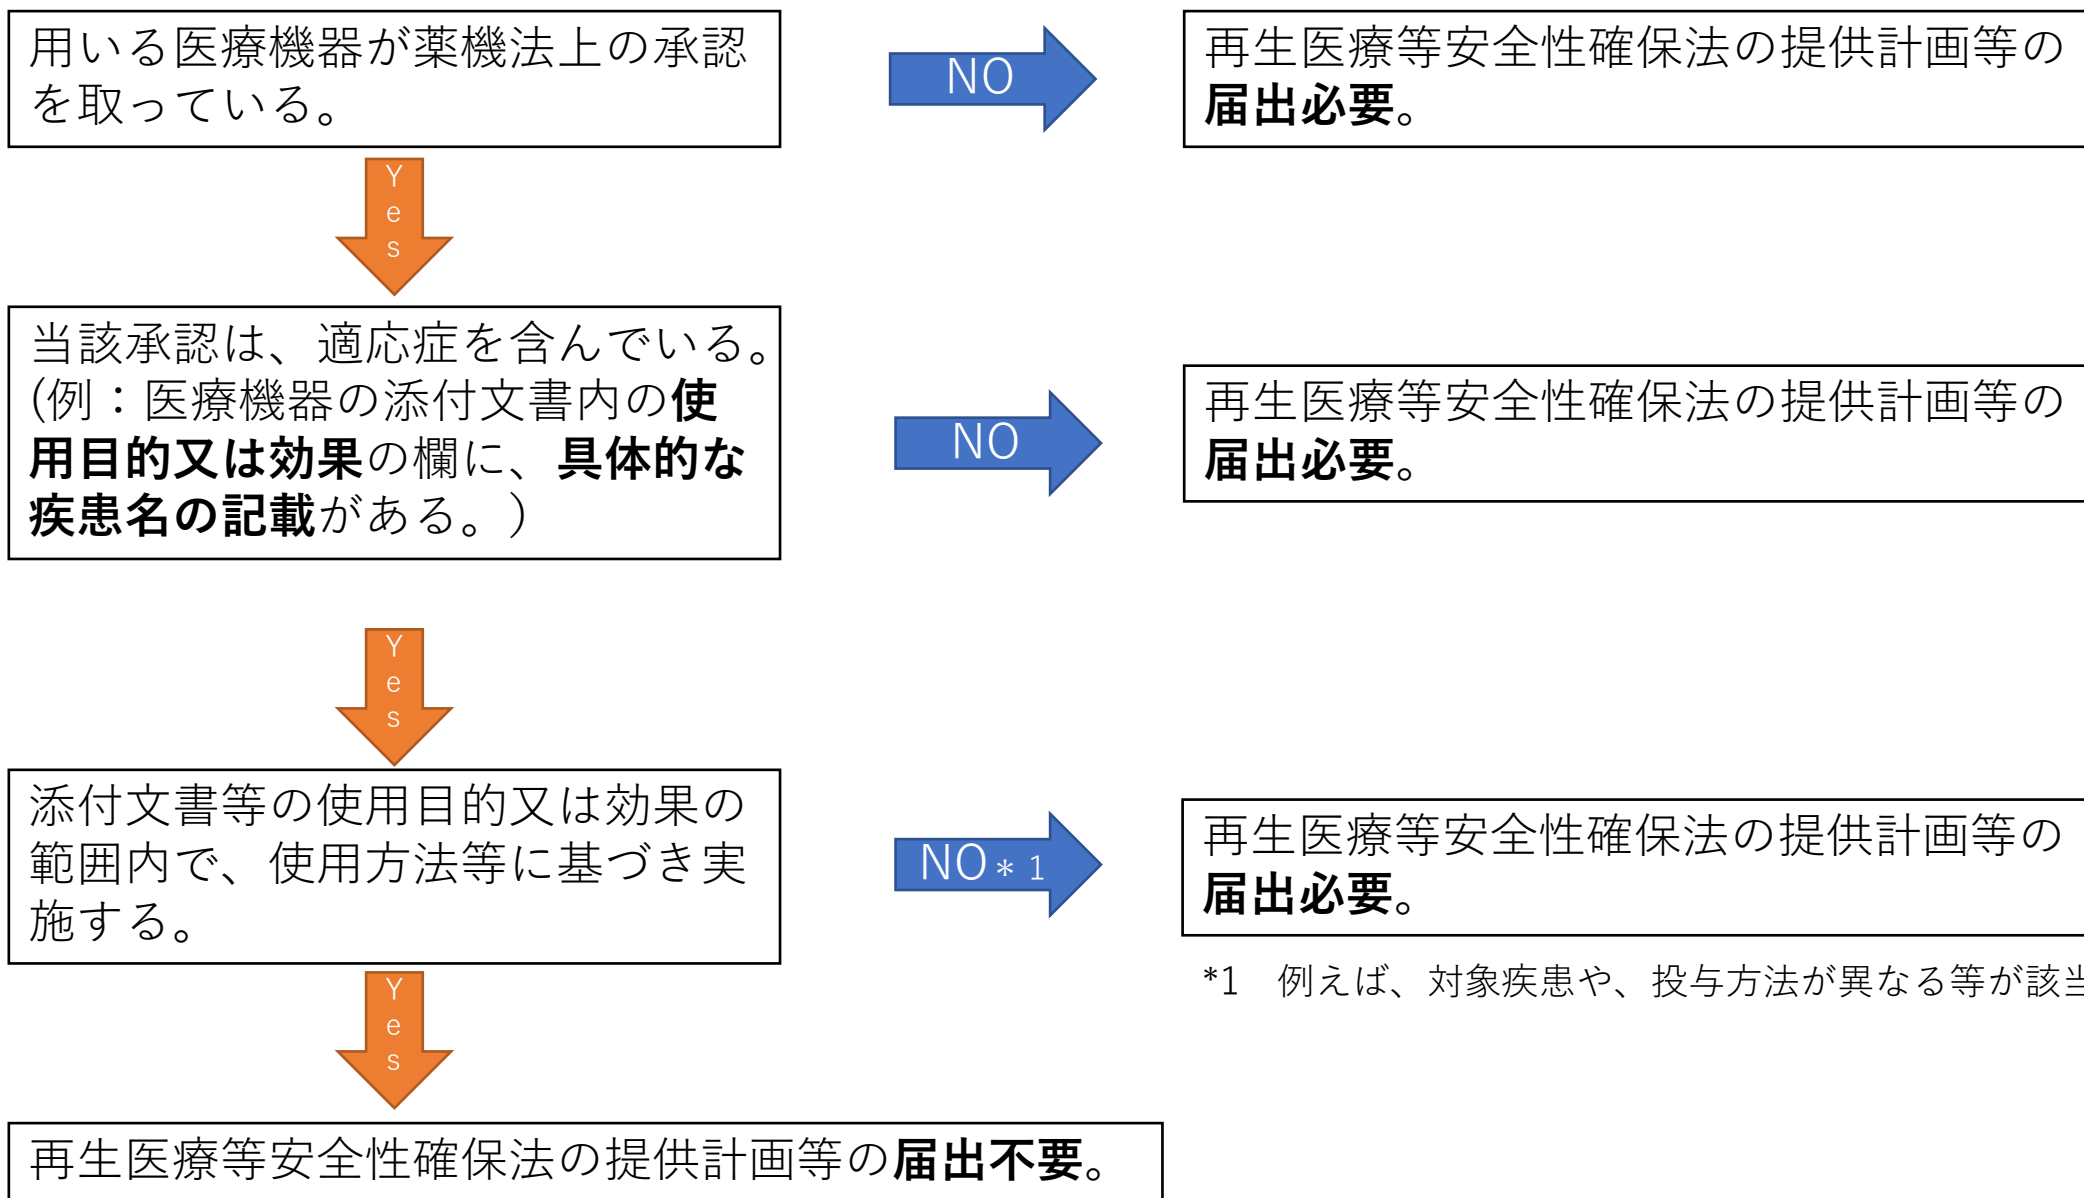 用いる医療機器が薬機法上の承認
を取っている。
NO
再生医療等安全性確保法の提供計画等の
届出必要。
Yes
当該承認は、適応症を含んでいる。
(例：医療機器の添付文書内の使
用目的又は効果の欄に、具体的な
疾患名の記載がある。）
NO
再生医療等安全性確保法の提供計画等の
届出必要。
Yes
添付文書等の使用目的又は効果の
範囲内で、使用方法等に基づき実
施する。
NO＊1
再生医療等安全性確保法の提供計画等の
届出必要。
*1　例えば、対象疾患や、投与方法が異なる等が該当
Yes
再生医療等安全性確保法の提供計画等の届出不要。